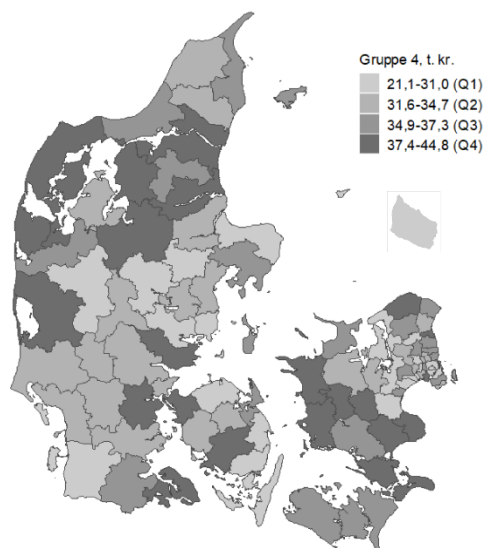 Gruppe 4, t. kr.
21,1-31,0 (Q1)
31,6-34,7 (Q2)
34,9-37,3 (Q3)
37,4-44,8 (Q4)